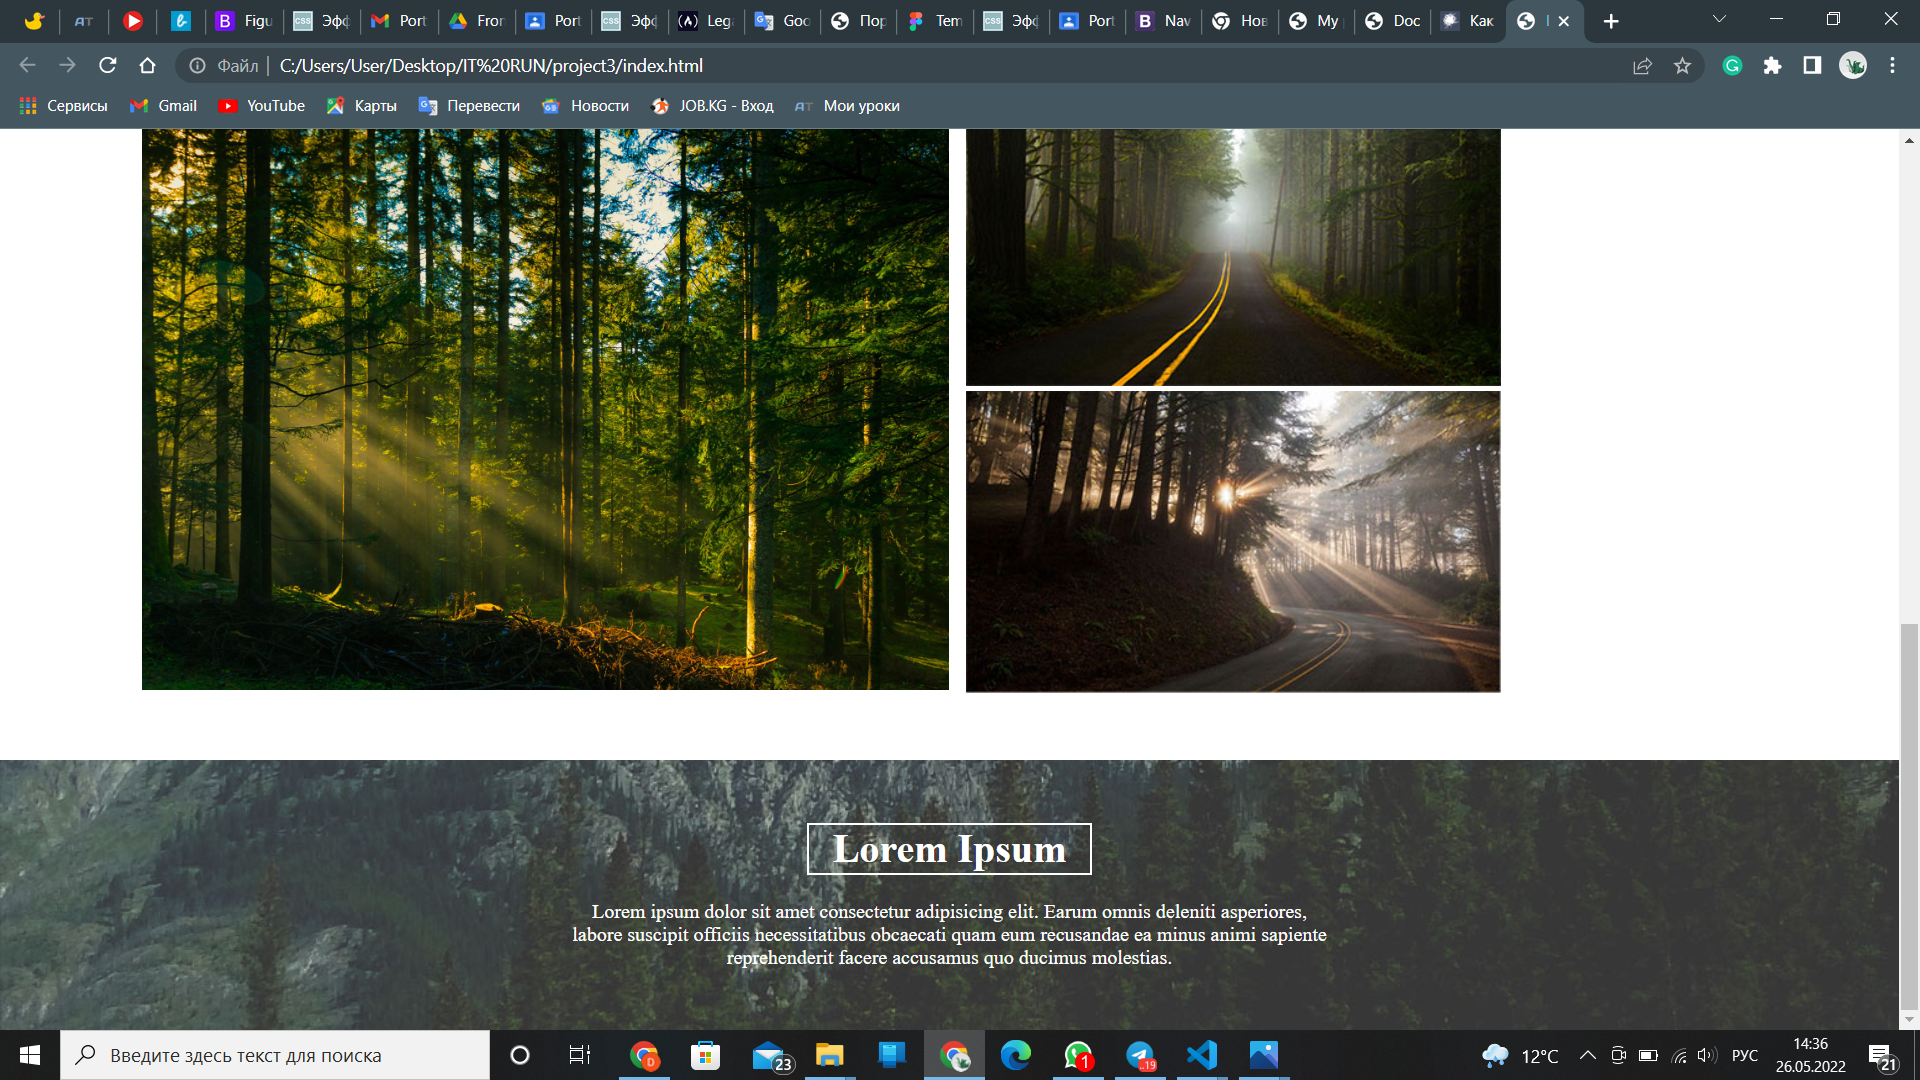 AT
Figu
Эфф
Port
Fron
Port
Эфф
Lega
Goo
Пор
Tem
Эфф
Port
Nav
Нов
My
Doc
Как
Файл | C:/Users/User/Desktop/IT%20RUN/project3/index.html
Сервисы Gmail YouTube Карты Перевести Новости JOB.KG - Вход AT Мои уроки
Lorem Ipsum
Lorem ipsum dolor sit amet consectetur adipisicing elit. Earum omnis deleniti asperiores,
labore suscipit officiis necessitatibus obcaecati quam eum recusandae ea minus animi sapiente
reprehenderit facere accusamus quo ducimus molestias.
Введите здесь текст для поиска
23
1
..19
12°C
РУС
14:36
26.05.2022
21